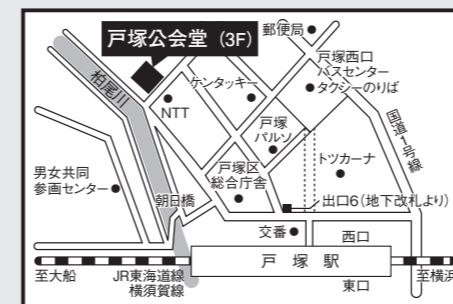 戸塚公会堂（3F）
郵便局
柏尾川
ケンタッキー
戸塚西口
バスセンター
タクシーのりば
NTT
国道1号線
戸塚
パルソ
トツカーナ
男女共同
参画センター
戸塚区
総合庁舎
朝日橋
出口6（地下改札より）
交番
西口
戸塚駅
至大船
JR東海道線
横須賀線
東口
至横浜